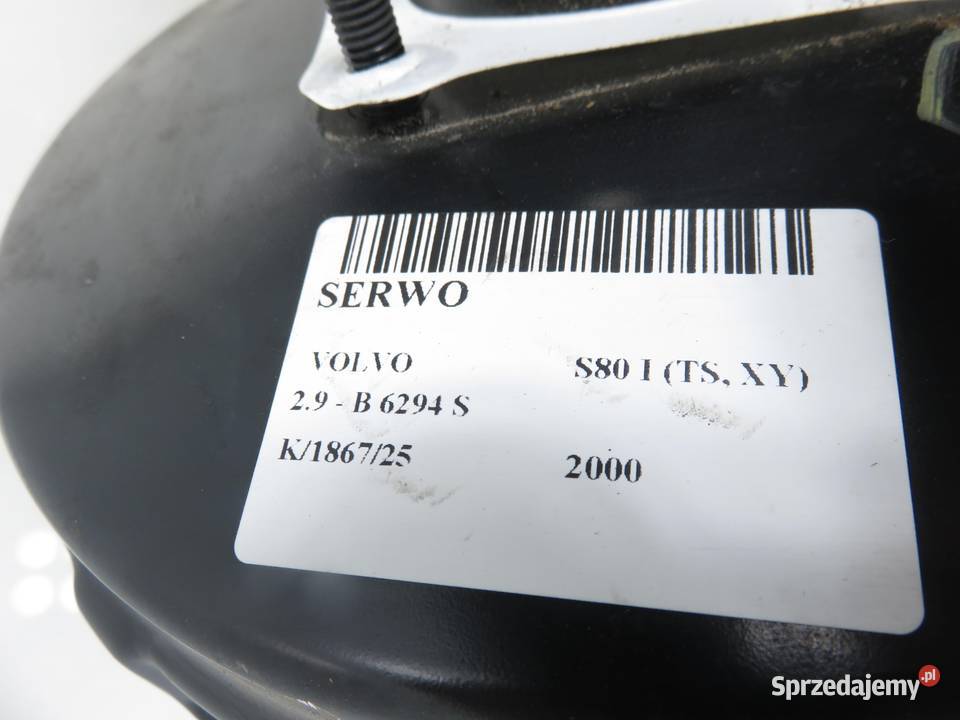 SERWO
VOLVO S80 I (TS, XY)
2.9 - B 6294 S
K/1867/25 2000
Sprzedajemy.pl